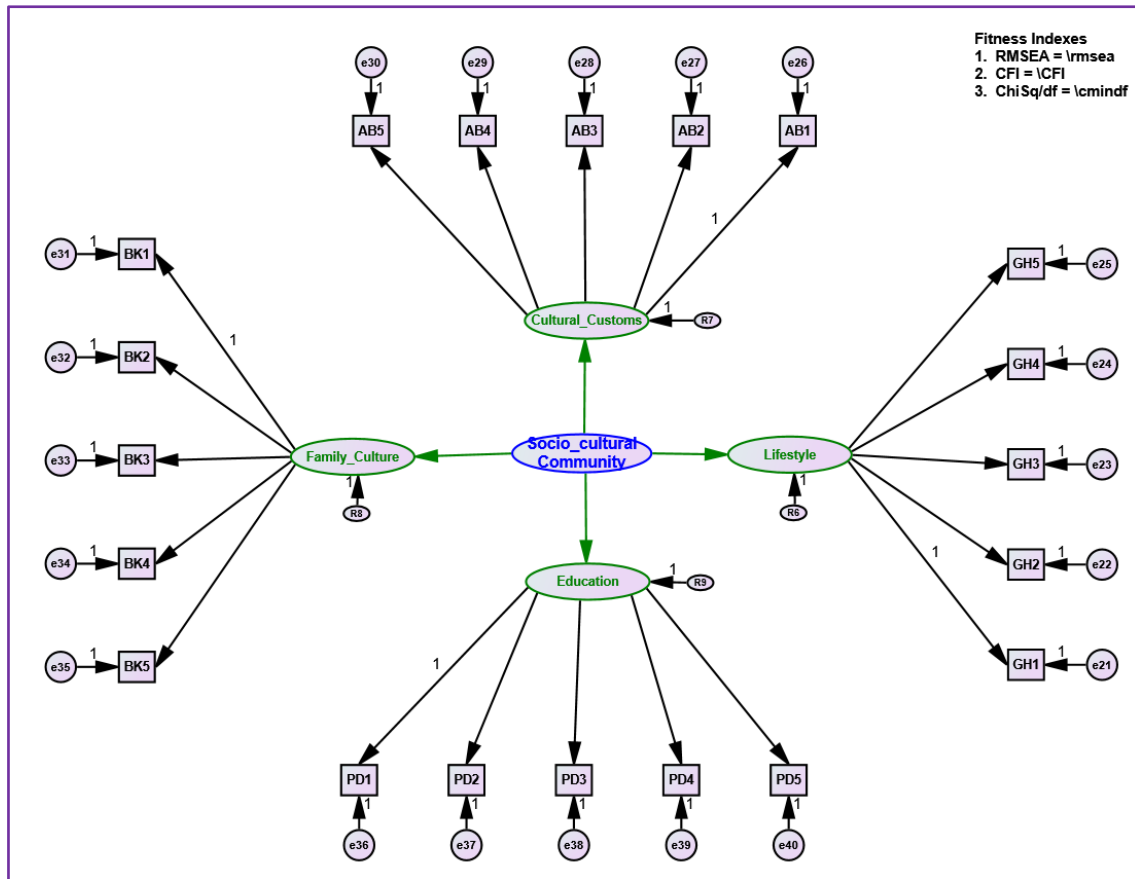 Fitness Indexes
1. RMSEA = \rmsea
2. CFI = \CFI
3. ChiSq/df = \cmindf
e30 e29 e28 e27 e26
1 1 1 1 1
AB5 AB4 AB3 AB2 AB1
1
e31 1 BK1
GH5 1 e25
1
Cultural_Customs 1 R7
e32 1 BK2
GH4 1 e24
Socio_cultural
Community
Family_Culture
Lifestyle
e33 1 BK3
GH3 1 e23
1 1
R8 R6
e34 1 BK4
GH2 1 e22
1
Education 1 R9
e35 1 BK5
GH1 1 e21
1
PD1 PD2 PD3 PD4 PD5
1 1 1 1 1
e36 e37 e38 e39 e40